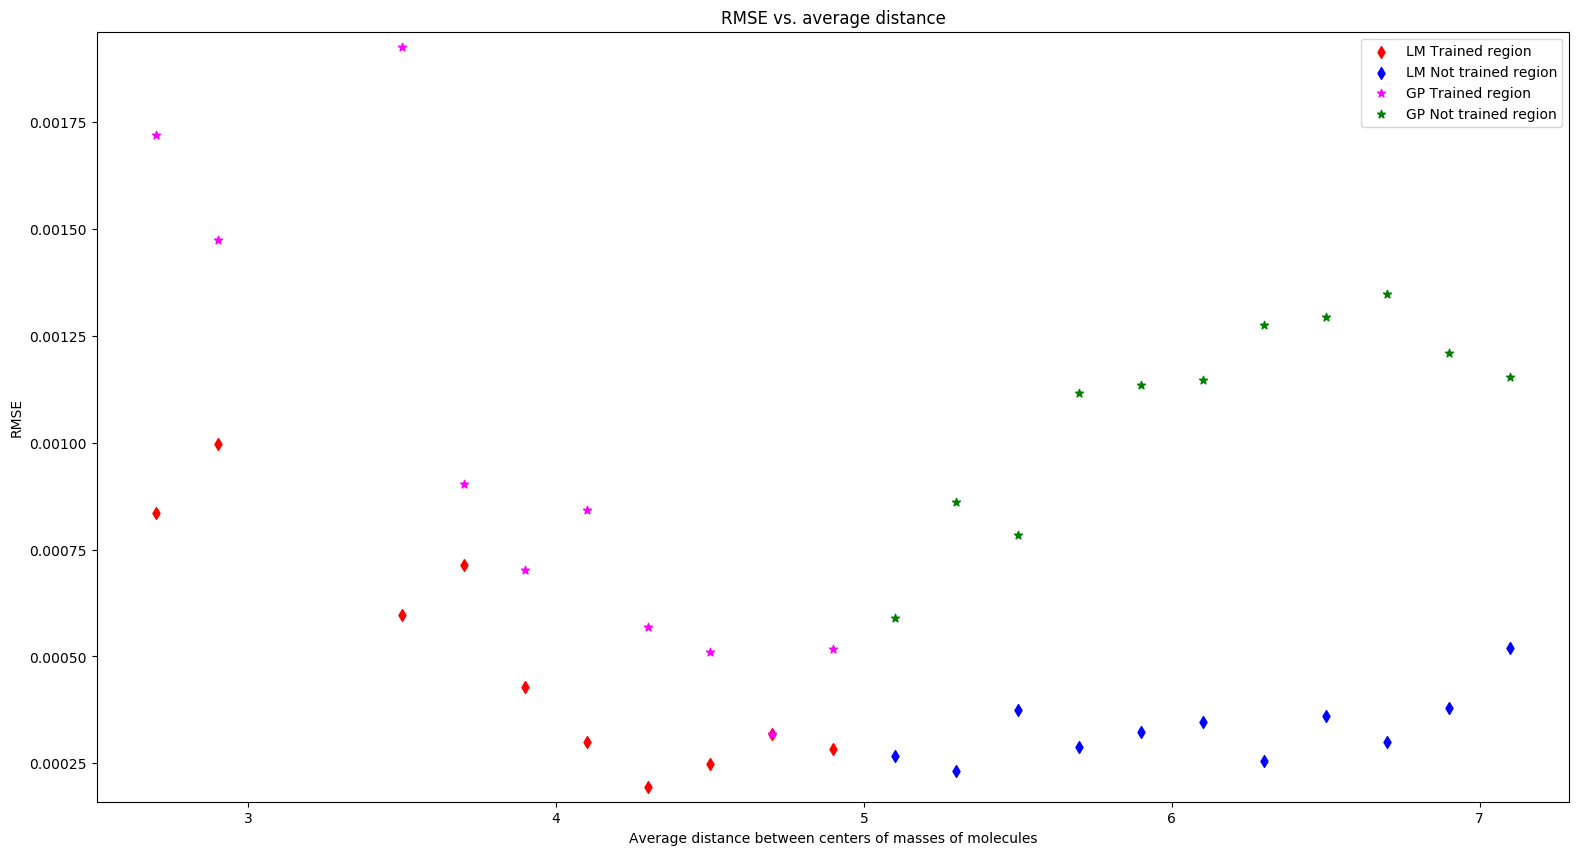 RMSE vs. average distance
LM Trained region
LM Not trained region
GP Trained region
GP Not trained region
RMSE
0.00175
0.00150
0.00125
0.00100
0.00075
0.00050
0.00025
3 4 5 6 7
Average distance between centers of masses of molecules